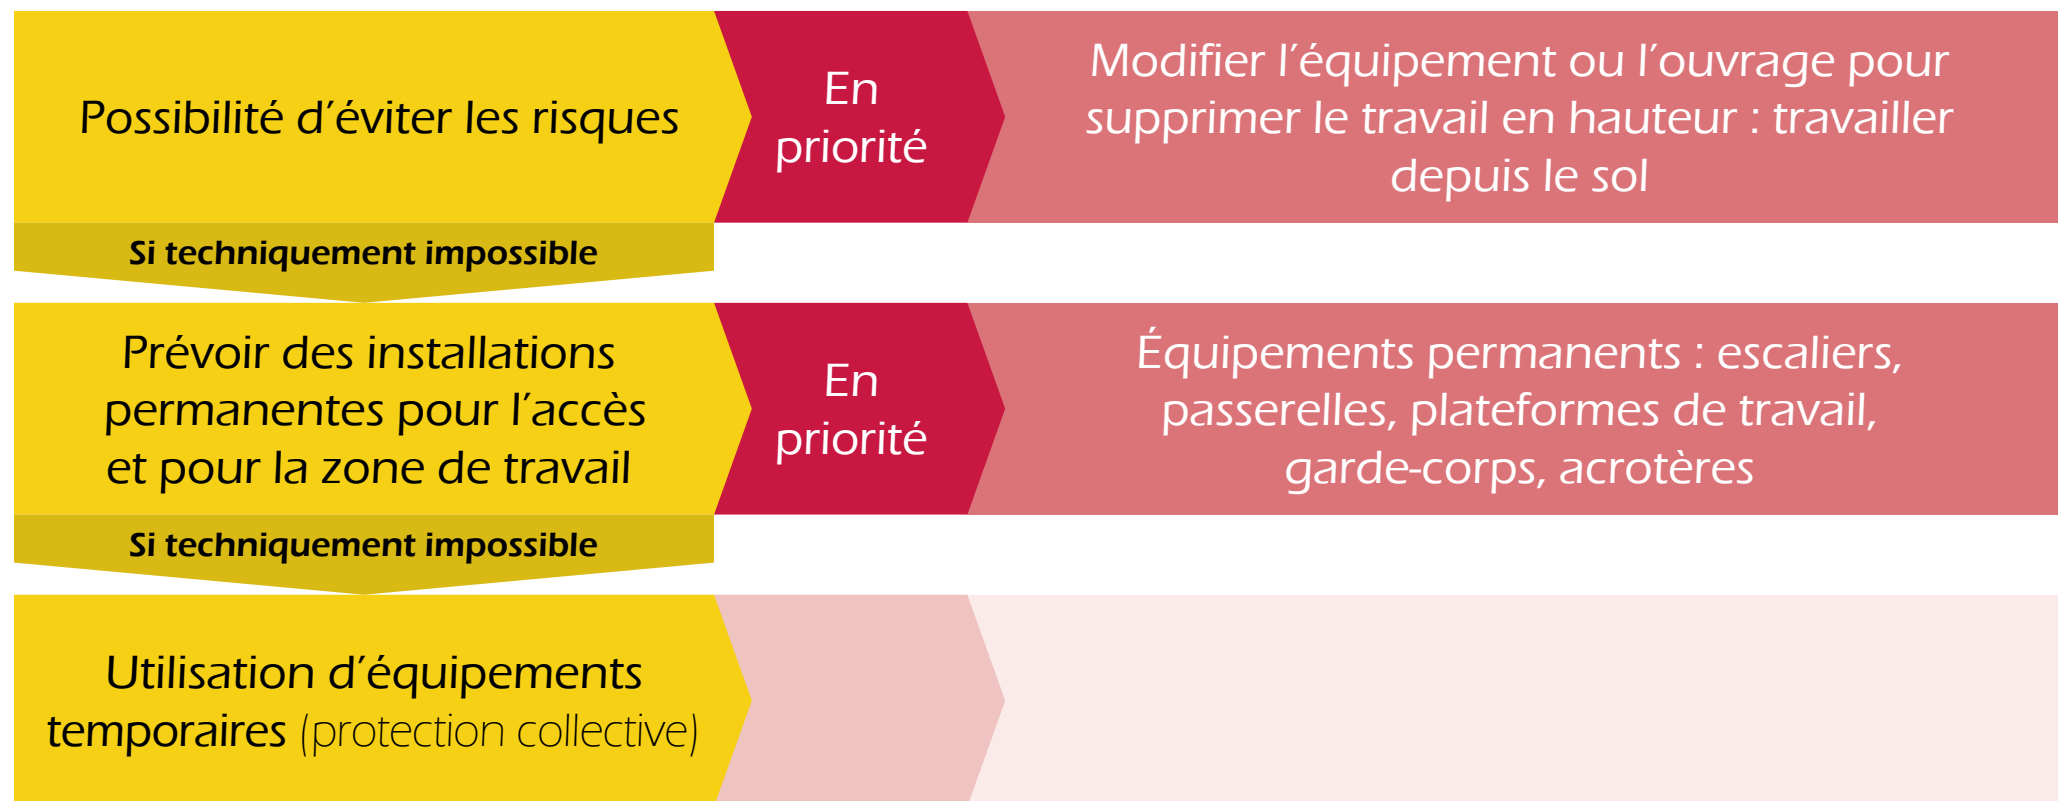 Possibilité d’éviter les risques
En
priorité
Modifier l’équipement ou l’ouvrage pour
supprimer le travail en hauteur : travailler
depuis le sol
Si techniquement impossible
Prévoir des installations
permanentes pour l’accès
et pour la zone de travail
En
priorité
Équipements permanents : escaliers,
passerelles, plateformes de travail,
garde-corps, acrotères
Si techniquement impossible
Utilisation d’équipements
temporaires (protection collective)